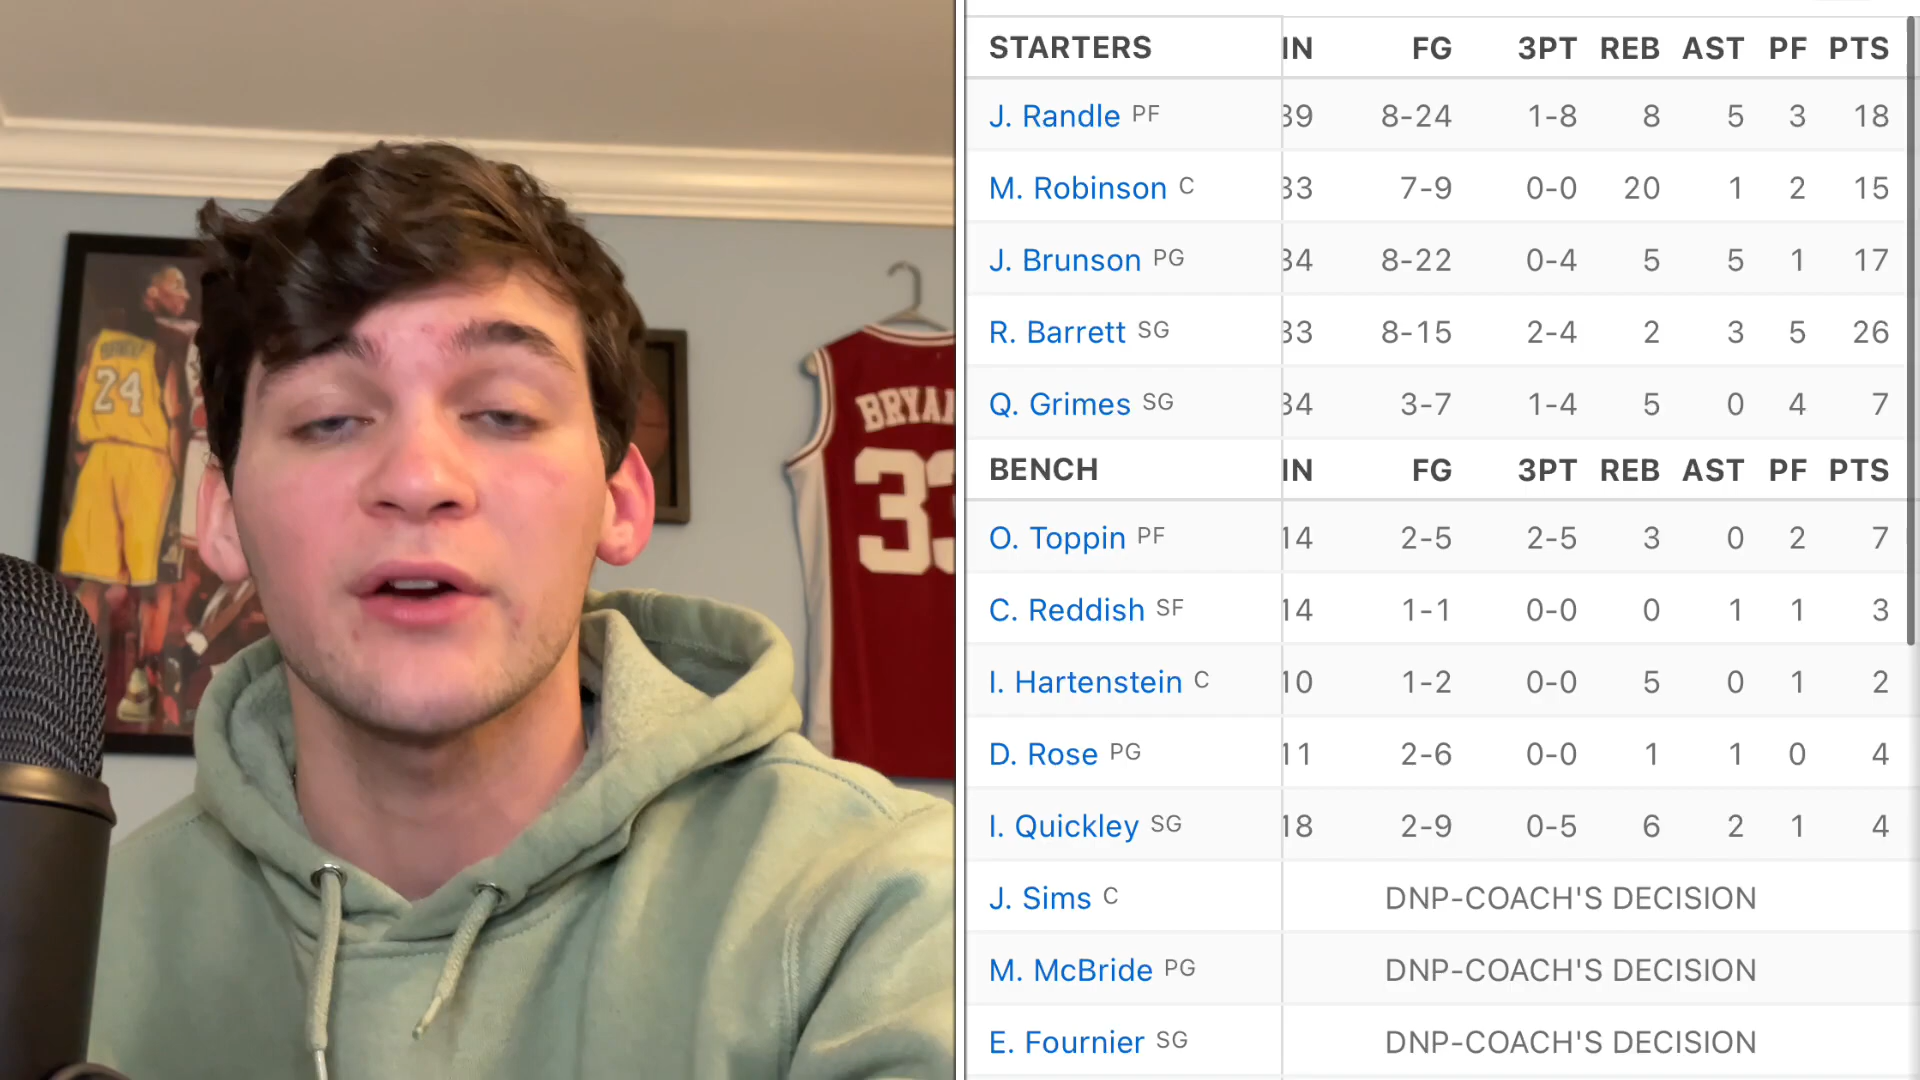 24
BRYAN
33
STARTERS IN FG 3PT REB AST PF PTS
J. Randle PF 39 8-24 1-8 8 5 3 18
M. Robinson C 33 7-9 0-0 20 1 2 15
J. Brunson PG 34 8-22 0-4 5 5 1 17
R. Barrett SG 33 8-15 2-4 2 3 5 26
Q. Grimes SG 34 3-7 1-4 5 0 4 7
BENCH IN FG 3PT REB AST PF PTS
O. Toppin PF 14 2-5 2-5 3 0 2 7
C. Reddish SF 14 1-1 0-0 0 1 1 3
I. Hartenstein C 10 1-2 0-0 5 0 1 2
D. Rose PG 11 2-6 0-0 1 1 0 4
I. Quickley SG 18 2-9 0-5 6 2 1 4
J. Sims C DNP-COACH'S DECISION
M. McBride PG DNP-COACH'S DECISION
E. Fournier SG DNP-COACH'S DECISION